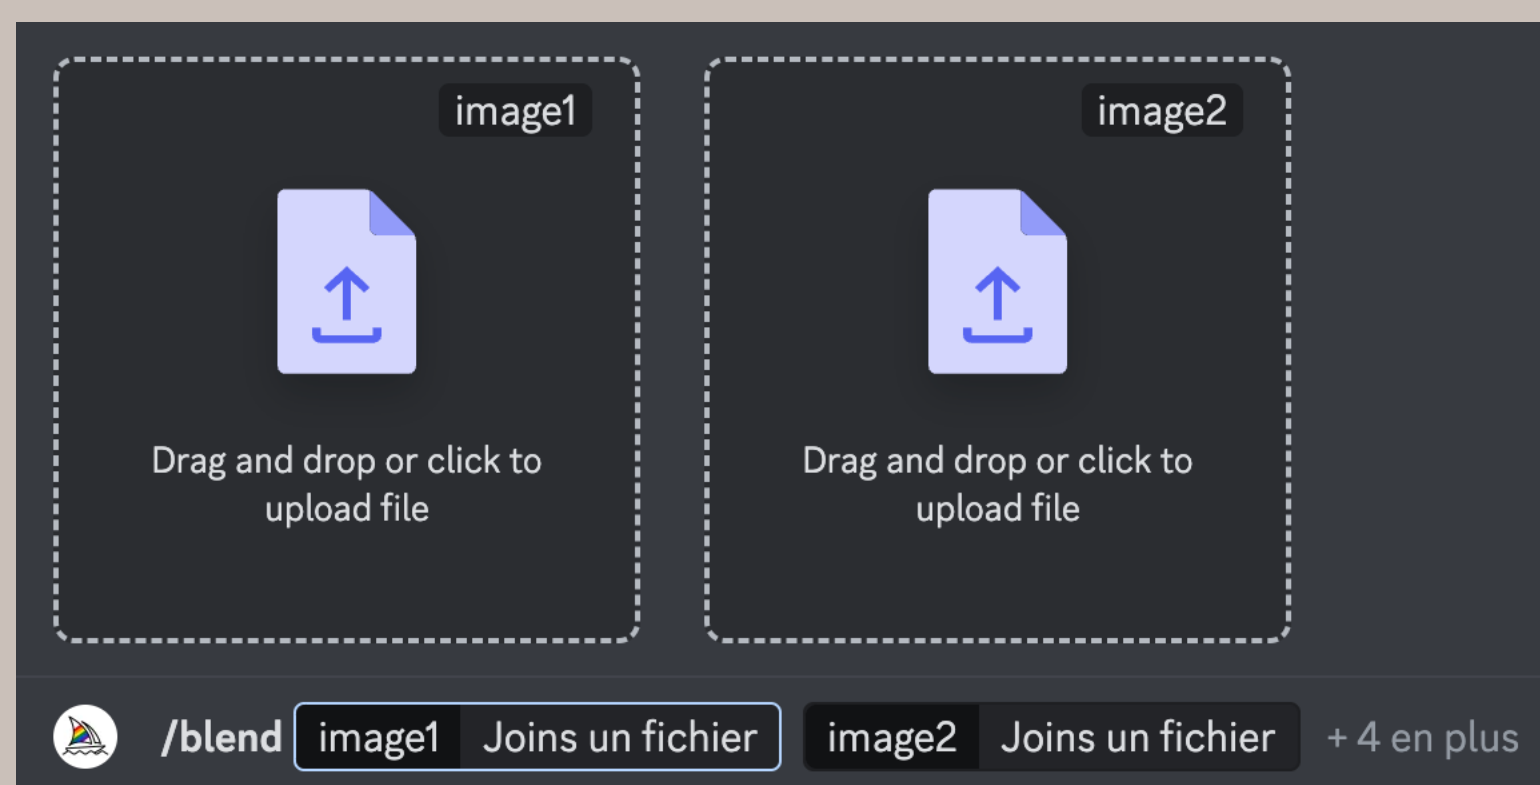 image1
Drag and drop or click to
upload file
image2
Drag and drop or click to
upload file
/blend image1 Joins un fichier image2 Joins un fichier + 4 en plus